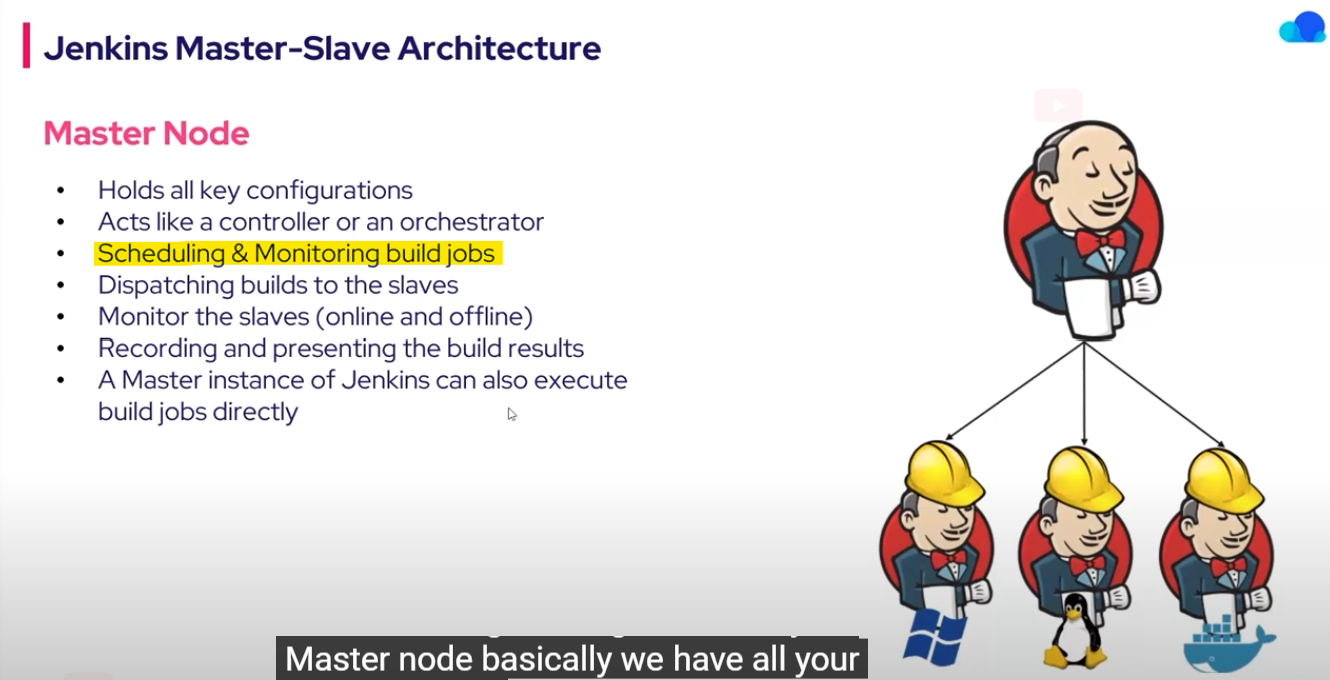 Jenkins Master-Slave Architecture
Master Node
• Holds all key configurations
• Acts like a controller or an orchestrator
• Scheduling & Monitoring build jobs
• Dispatching builds to the slaves
• Monitor the slaves (online and offline)
• Recording and presenting the build results
• A Master instance of Jenkins can also execute
build jobs directly
Master node basically we have all your